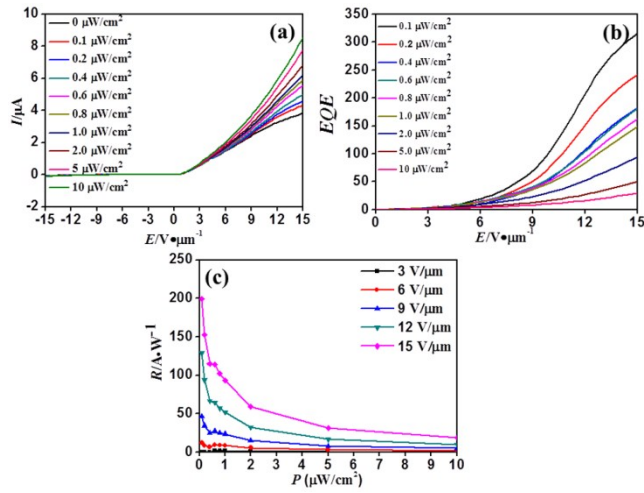 (a)
I/μA
10
8
6
4
2
0
-2
0 μW/cm²
0.1 μW/cm²
0.2 μW/cm²
0.4 μW/cm²
0.6 μW/cm²
0.8 μW/cm²
1.0 μW/cm²
2.0 μW/cm²
5 μW/cm²
10 μW/cm²
-15 -12 -9 -6 -3 0 3 6 9 12 15
E/V•μm⁻¹
(b)
EQE
350
300
250
200
150
100
50
0
0.1 μW/cm²
0.2 μW/cm²
0.4 μW/cm²
0.6 μW/cm²
0.8 μW/cm²
1.0 μW/cm²
2.0 μW/cm²
5.0 μW/cm²
10 μW/cm²
0 3 6 9 12 15
E/V•μm⁻¹
(c)
R/A•W⁻¹
250
200
150
100
50
0
3 V/μm
6 V/μm
9 V/μm
12 V/μm
15 V/μm
0 1 2 3 4 5 6 7 8 9 10
P (μW/cm²)